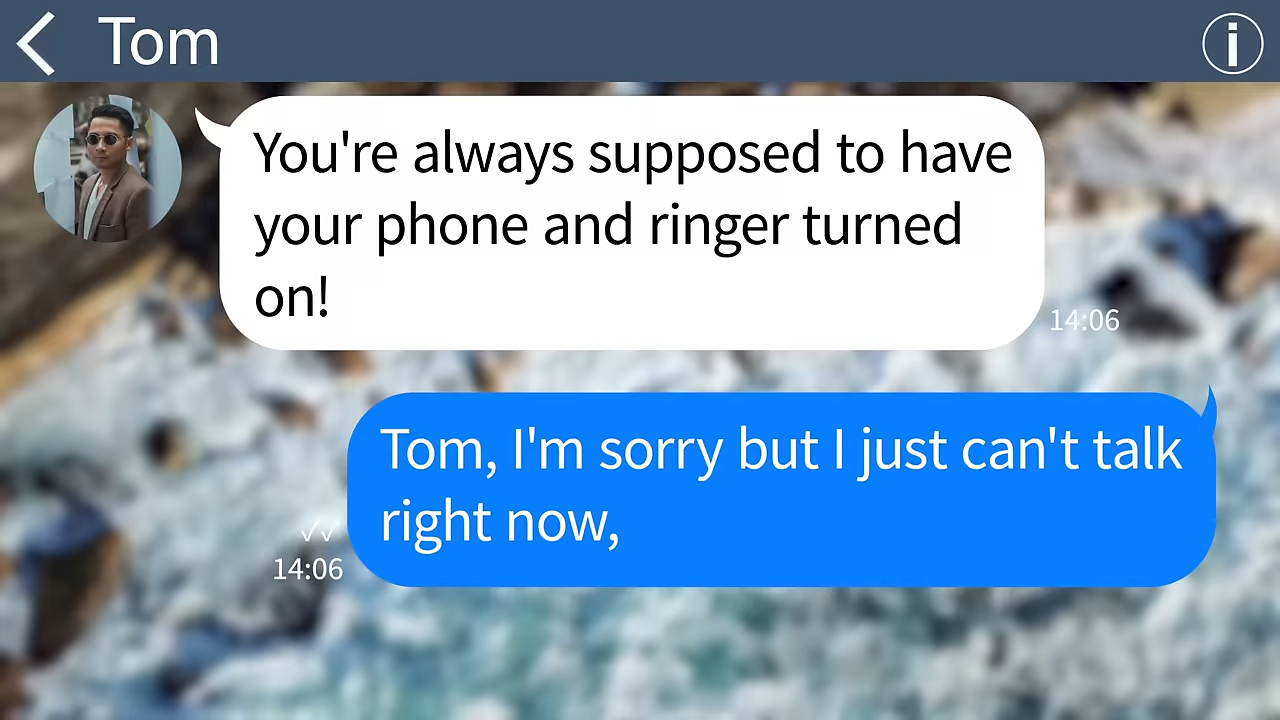 Tom
You're always supposed to have
your phone and ringer turned
on!
14:06
Tom, I'm sorry but I just can't talk
right now,
14:06